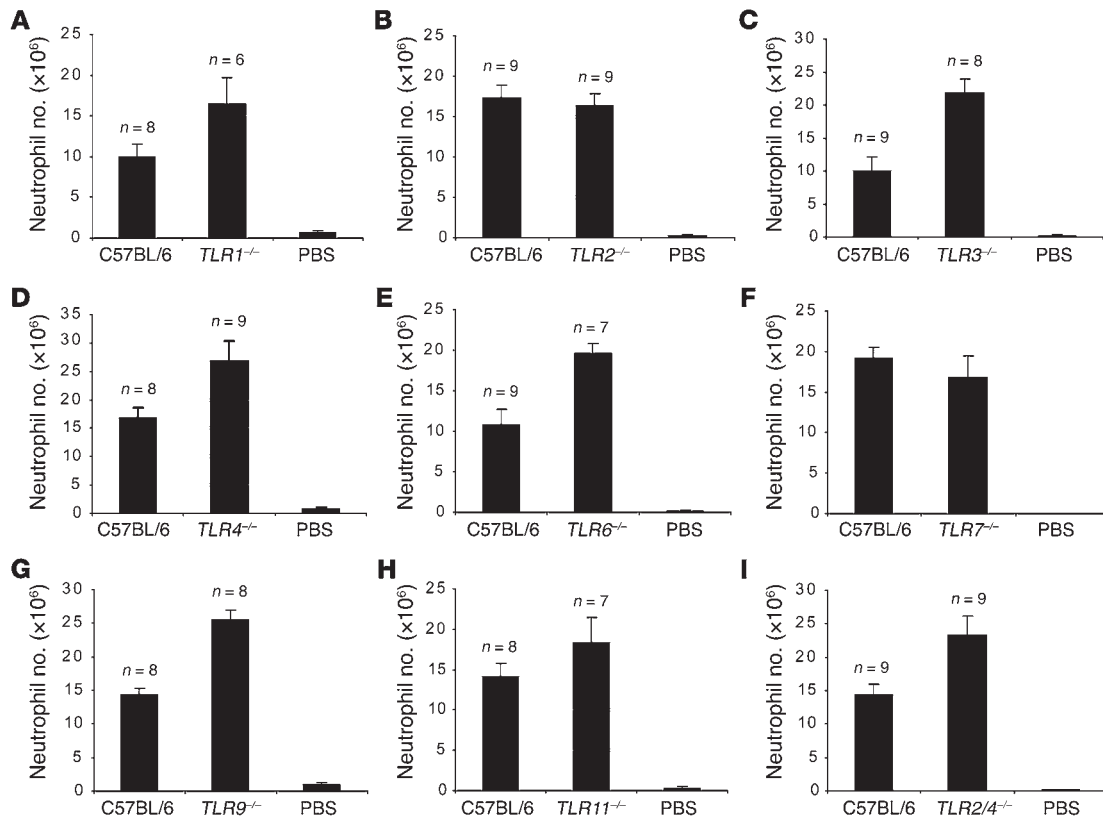 A
Neutrophil no. (×10⁶)
25
20
15
10
5
0
n = 8
n = 6
C57BL/6 TLR1⁻/⁻ PBS
B
Neutrophil no. (×10⁶)
25
20
15
10
5
0
n = 9
n = 9
C57BL/6 TLR2⁻/⁻ PBS
C
Neutrophil no. (×10⁶)
30
25
20
15
10
5
0
n = 9
n = 8
C57BL/6 TLR3⁻/⁻ PBS
D
Neutrophil no. (×10⁶)
35
30
25
20
15
10
5
0
n = 8
n = 9
C57BL/6 TLR4⁻/⁻ PBS
E
Neutrophil no. (×10⁶)
25
20
15
10
5
0
n = 9
n = 7
C57BL/6 TLR6⁻/⁻ PBS
F
Neutrophil no. (×10⁶)
25
20
15
10
5
0
C57BL/6 TLR7⁻/⁻ PBS
G
Neutrophil no. (×10⁶)
30
25
20
15
10
5
0
n = 8
n = 8
C57BL/6 TLR9⁻/⁻ PBS
H
Neutrophil no. (×10⁶)
25
20
15
10
5
0
n = 8
n = 7
C57BL/6 TLR11⁻/⁻ PBS
I
Neutrophil no. (×10⁶)
30
25
20
15
10
5
0
n = 9
n = 9
C57BL/6 TLR2/4⁻/⁻ PBS